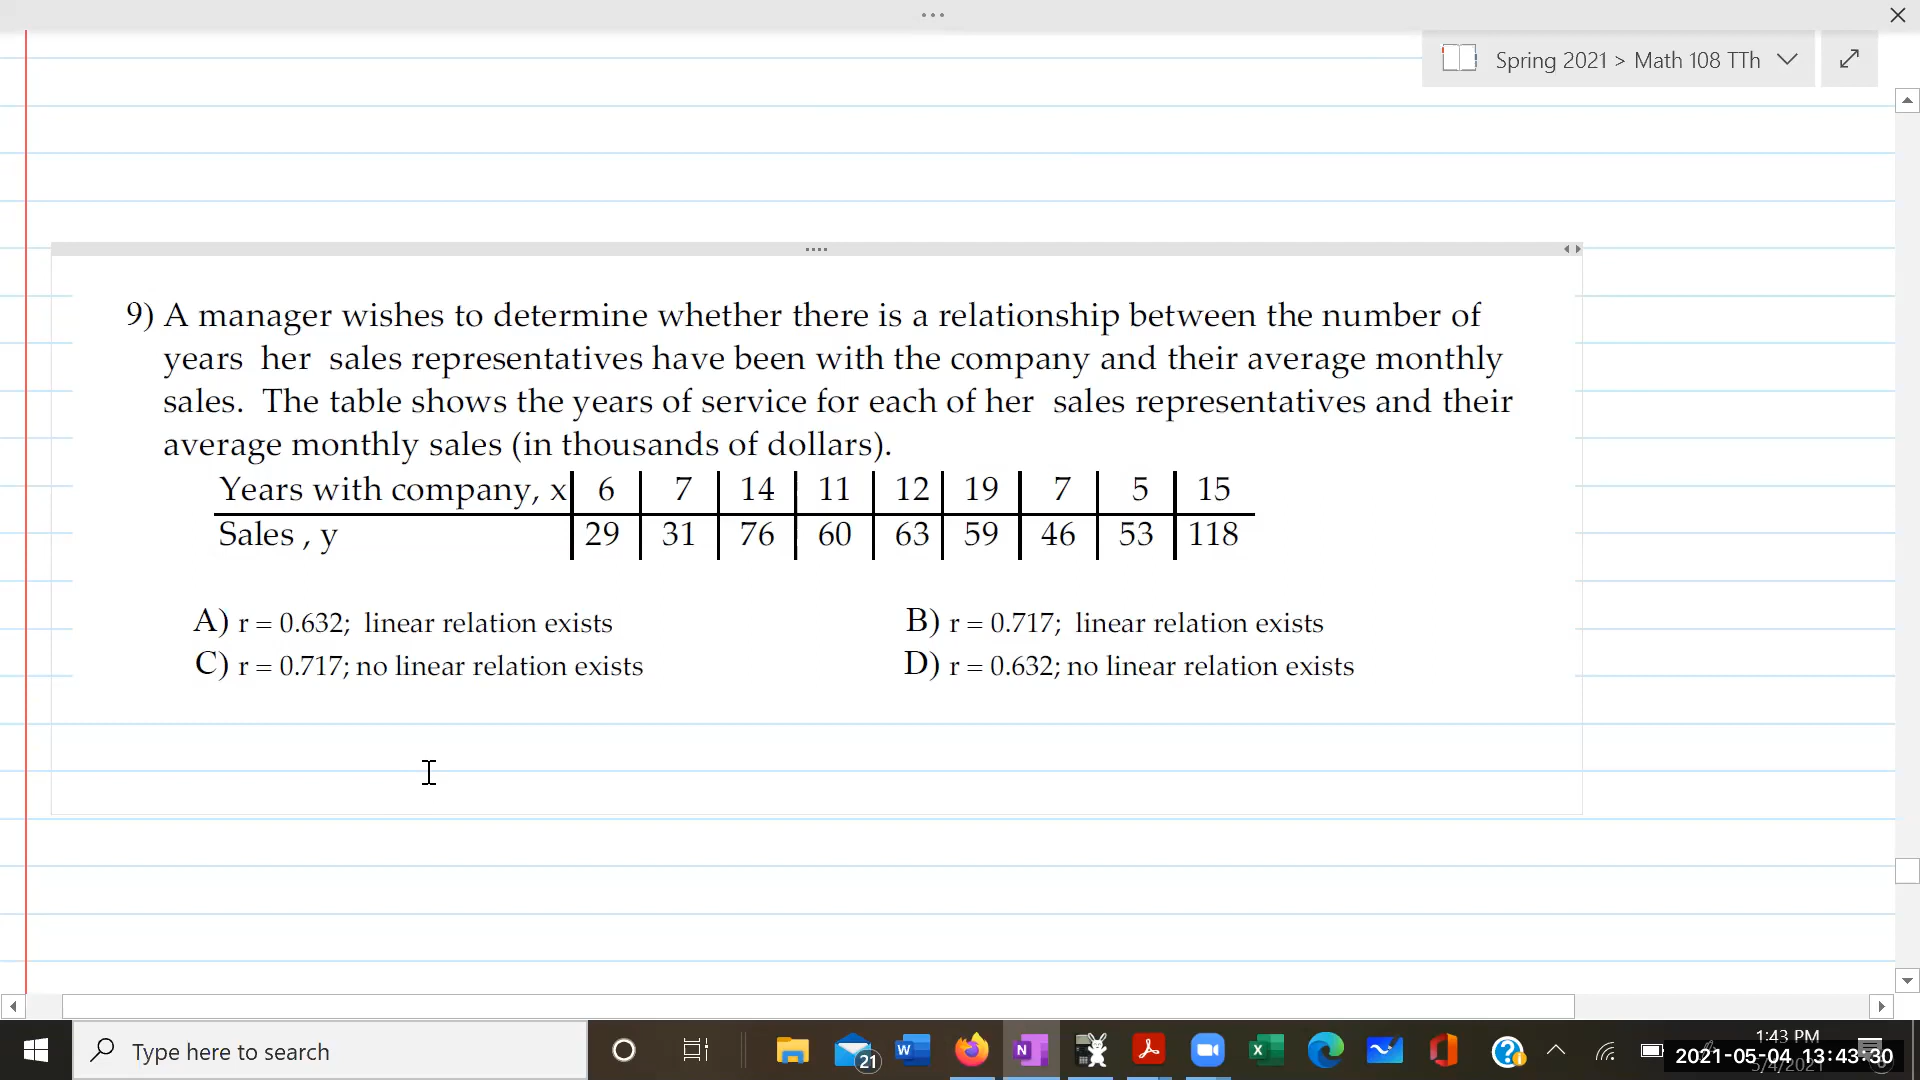 Spring 2021 > Math 108 TTh
9) A manager wishes to determine whether there is a relationship between the number of
years her sales representatives have been with the company and their average monthly
sales. The table shows the years of service for each of her sales representatives and their
average monthly sales (in thousands of dollars).
Years with company, x 6 7 14 11 12 19 7 5 15
Sales , y 29 31 76 60 63 59 46 53 118
A) r = 0.632; linear relation exists B) r = 0.717; linear relation exists
C) r = 0.717; no linear relation exists D) r = 0.632; no linear relation exists
Type here to search
21
1:43 PM
2021-05-04 13:43:30